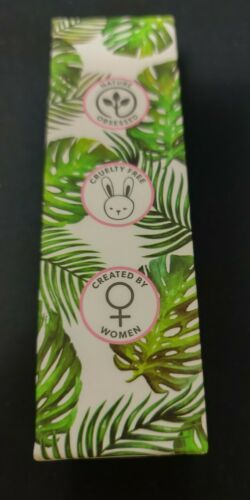 NATURE
OBSESSED
CRUELTY FREE
CREATED BY
WOMEN